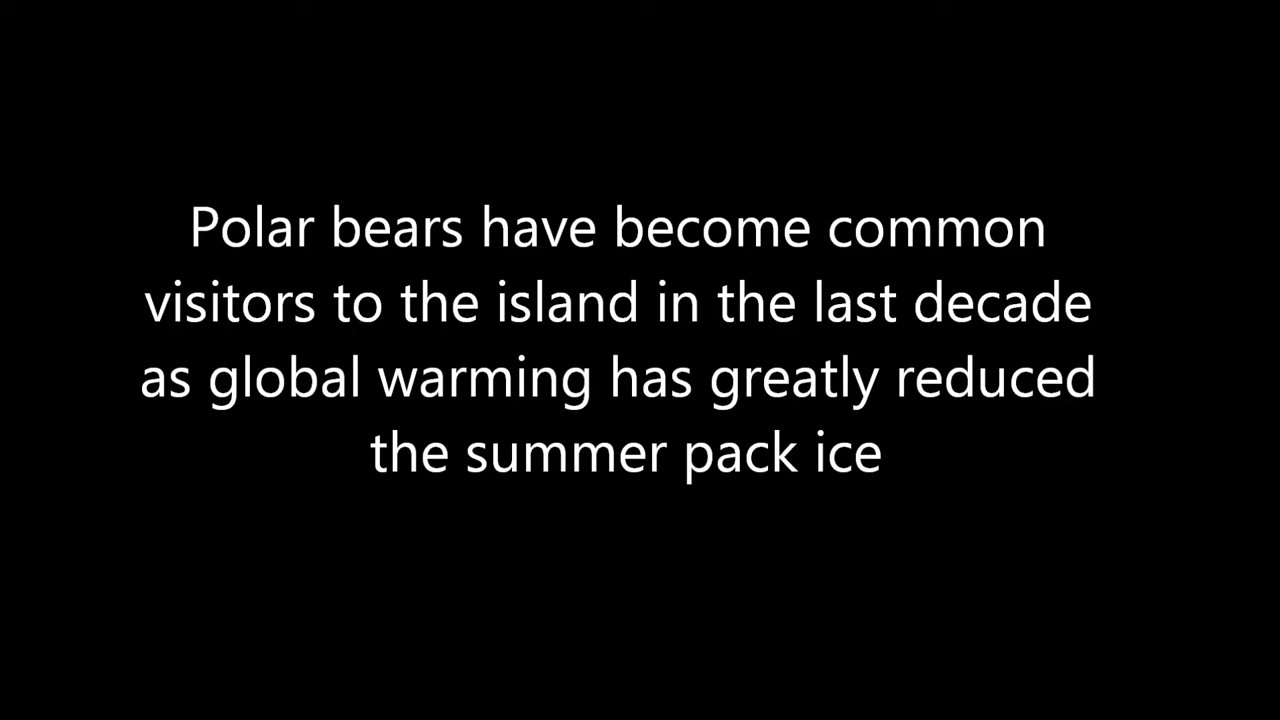 Polar bears have become common
visitors to the island in the last decade
as global warming has greatly reduced
the summer pack ice